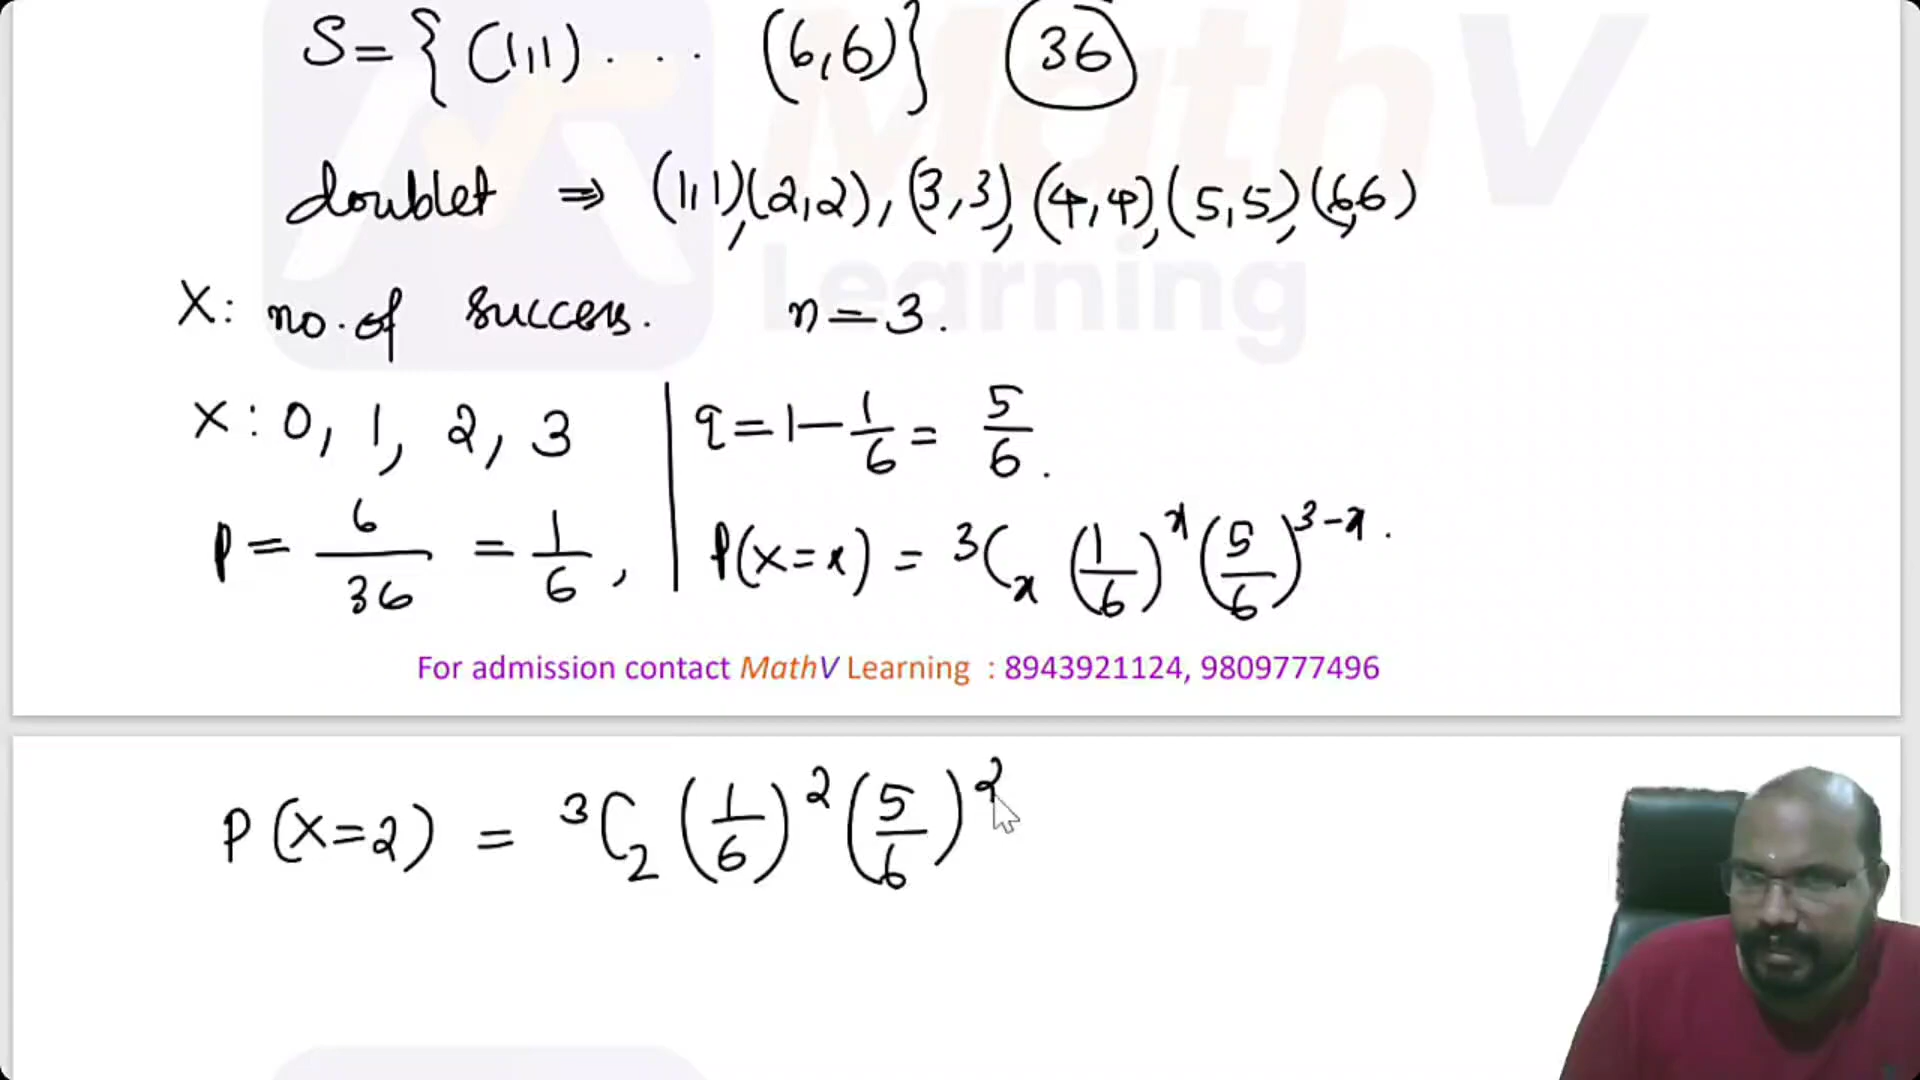 S = { (1,1) . . . (6,6)} 36
doublet ⇒ (1,1),(2,2),(3,3),(4,4),(5,5),(6,6)
X: no. of success. n = 3.
X: 0, 1, 2, 3 | q = 1 − 1/6 = 5/6.
P = 6/36 = 1/6, | P(X=x) = ³Cₓ (1/6)^x (5/6)^(3−x).
For admission contact MathV Learning : 8943921124, 9809777496
P(X=2) = ³C₂ (1/6)² (5/6)²
MathV
Learning